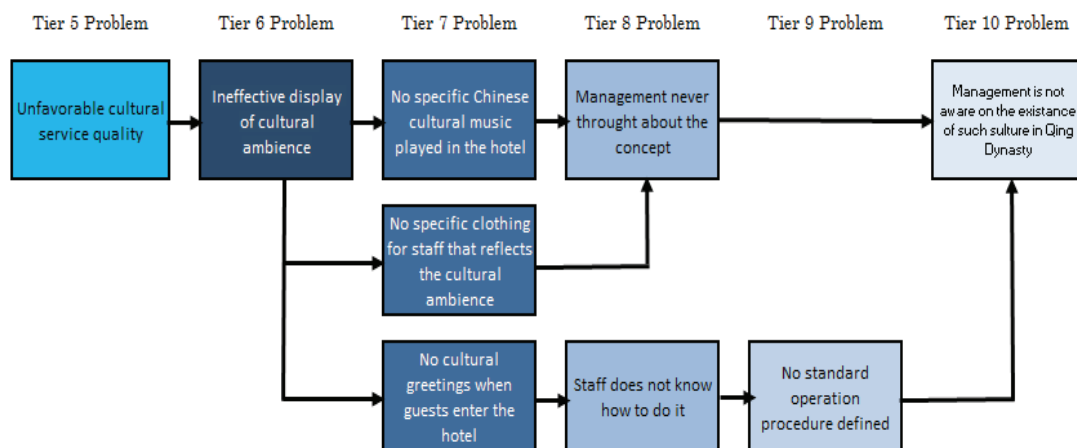 Tier 5 Problem
Tier 6 Problem
Tier 7 Problem
Tier 8 Problem
Tier 9 Problem
Tier 10 Problem
Unfavorable cultural
service quality
Ineffective display
of cultural
ambience
No specific Chinese
cultural music
played in the hotel
Management never
throught about the
concept
Management is not
aware on the existance
of such sulture in Qing
Dynasty
No specific clothing
for staff that reflects
the cultural
ambience
No cultural
greetings when
guests enter the
hotel
Staff does not know
how to do it
No standard
operation
procedure defined